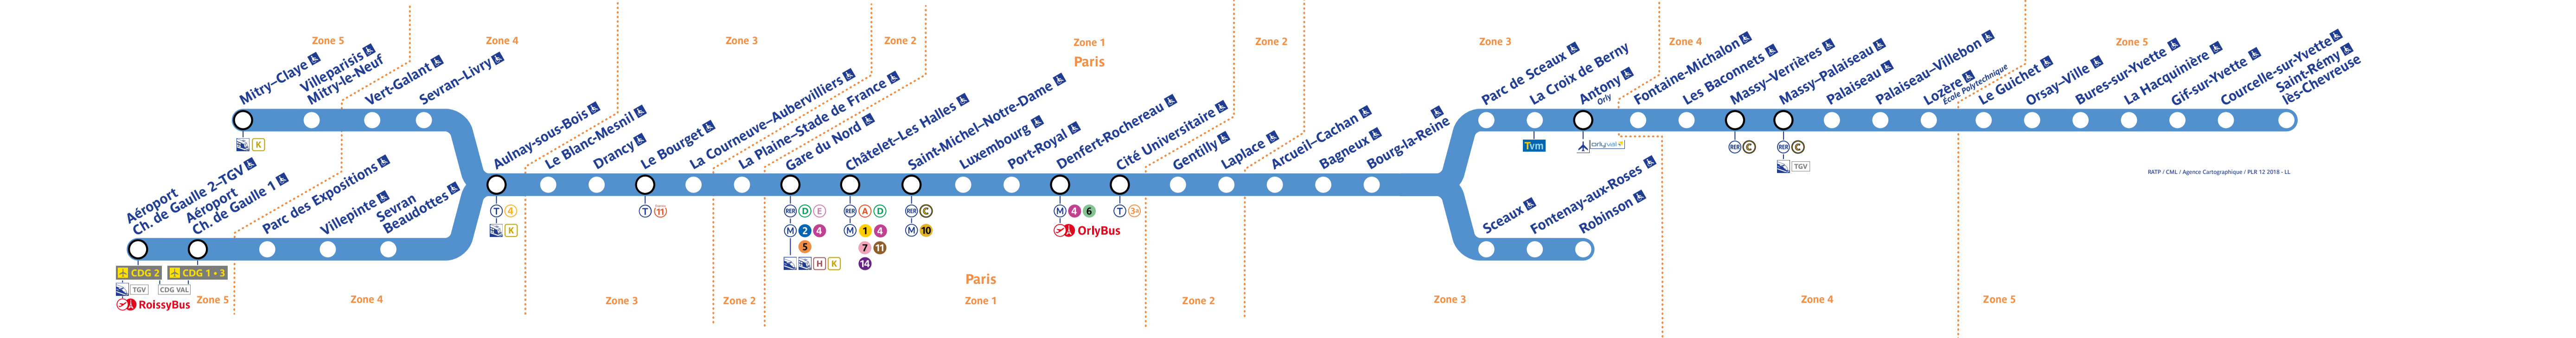 Zone 5
Zone 4
Zone 3
Zone 2
Zone 1
Paris
Zone 2
Zone 3
Zone 4
Zone 5
Mitry–Claye
Villeparisis
Mitry-le-Neuf
Vert-Galant
Sevran–Livry
K
Aéroport
Ch. de Gaulle 2–TGV
Aéroport
Ch. de Gaulle 1
Parc des Expositions
Villepinte
Sevran
Beaudottes
CDG 2
CDG 1 • 3
TGV
CDG VAL
RoissyBus
Aulnay-sous-Bois
T 4
K
Le Blanc-Mesnil
Drancy
Le Bourget
T 11
La Courneuve–Aubervilliers
La Plaine–Stade de France
Gare du Nord
RER D E
M 2 4
5
H K
Châtelet–Les Halles
RER A D
M 1 4
7 11
14
Saint-Michel–Notre-Dame
RER C
M 10
Luxembourg
Port-Royal
Denfert-Rochereau
M 4 6
OrlyBus
Cité Universitaire
T 3a
Gentilly
Laplace
Arcueil–Cachan
Bagneux
Bourg-la-Reine
Parc de Sceaux
La Croix de Berny
Tvm
Antony
Orly
orlyval
Fontaine-Michalon
Les Baconnets
Massy–Verrières
RER C
Massy–Palaiseau
RER C
TGV
Palaiseau
Palaiseau–Villebon
Lozère
École Polytechnique
Le Guichet
Orsay–Ville
Bures-sur-Yvette
La Hacquinière
Gif-sur-Yvette
Courcelle-sur-Yvette
Saint-Rémy
lès-Chevreuse
Sceaux
Fontenay-aux-Roses
Robinson
RATP / CML / Agence Cartographique / PLR 12 2018 - LL
Zone 5
Zone 4
Zone 3
Zone 2
Paris
Zone 1
Zone 2
Zone 3
Zone 4
Zone 5